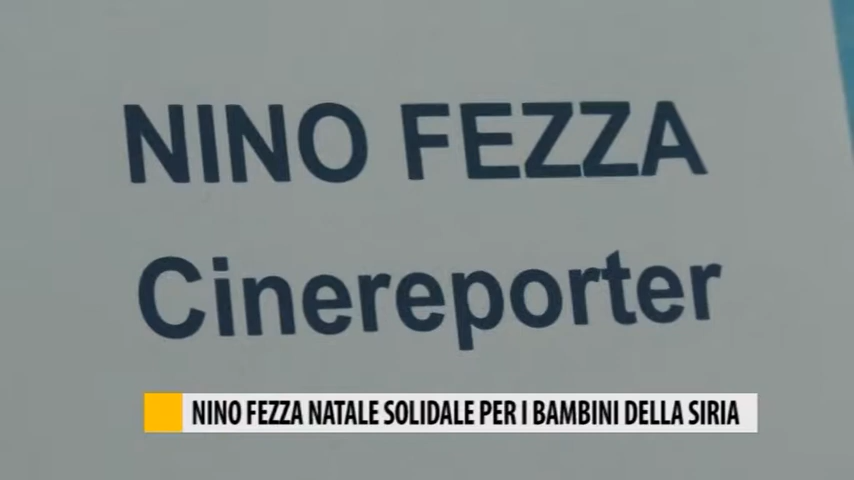 NINO FEZZA
Cinereporter
NINO FEZZA NATALE SOLIDALE PER I BAMBINI DELLA SIRIA